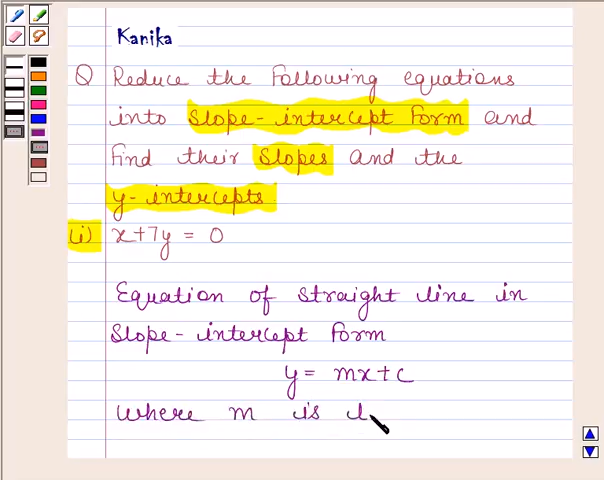 Kanika
Q Reduce the Following equations
into Slope-intercept Form and
Find their Slopes and the
y-intercepts.
(i) x+7y = 0
Equation of straight line in
Slope-intercept Form
y = mx+c
where m is